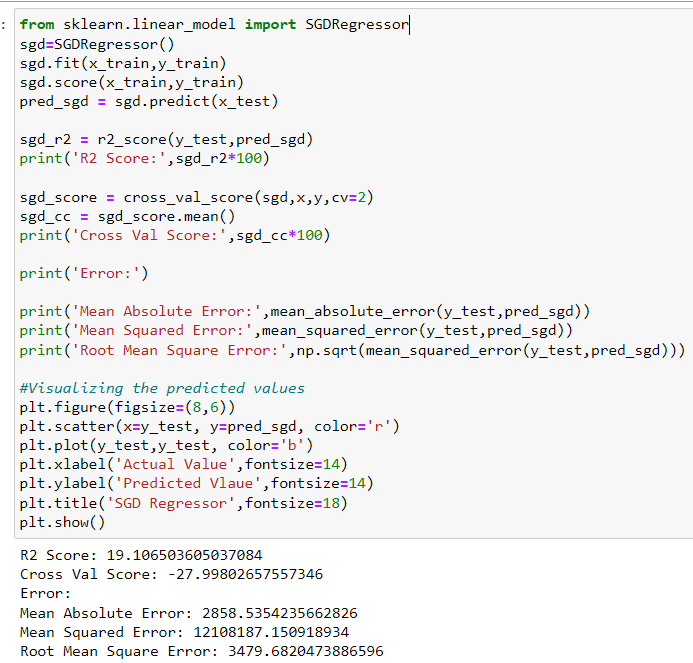 : from sklearn.linear_model import SGDRegressor
sgd=SGDRegressor()
sgd.fit(x_train,y_train)
sgd.score(x_train,y_train)
pred_sgd = sgd.predict(x_test)
sgd_r2 = r2_score(y_test,pred_sgd)
print('R2 Score:',sgd_r2*100)
sgd_score = cross_val_score(sgd,x,y,cv=2)
sgd_cc = sgd_score.mean()
print('Cross Val Score:',sgd_cc*100)
print('Error:')
print('Mean Absolute Error:',mean_absolute_error(y_test,pred_sgd))
print('Mean Squared Error:',mean_squared_error(y_test,pred_sgd))
print('Root Mean Square Error:',np.sqrt(mean_squared_error(y_test,pred_sgd)))
#Visualizing the predicted values
plt.figure(figsize=(8,6))
plt.scatter(x=y_test, y=pred_sgd, color='r')
plt.plot(y_test,y_test, color='b')
plt.xlabel('Actual Value',fontsize=14)
plt.ylabel('Predicted Vlaue',fontsize=14)
plt.title('SGD Regressor',fontsize=18)
plt.show()
R2 Score: 19.106503605037084
Cross Val Score: -27.99802657557346
Error:
Mean Absolute Error: 2858.5354235662826
Mean Squared Error: 12108187.150918934
Root Mean Square Error: 3479.6820473886596